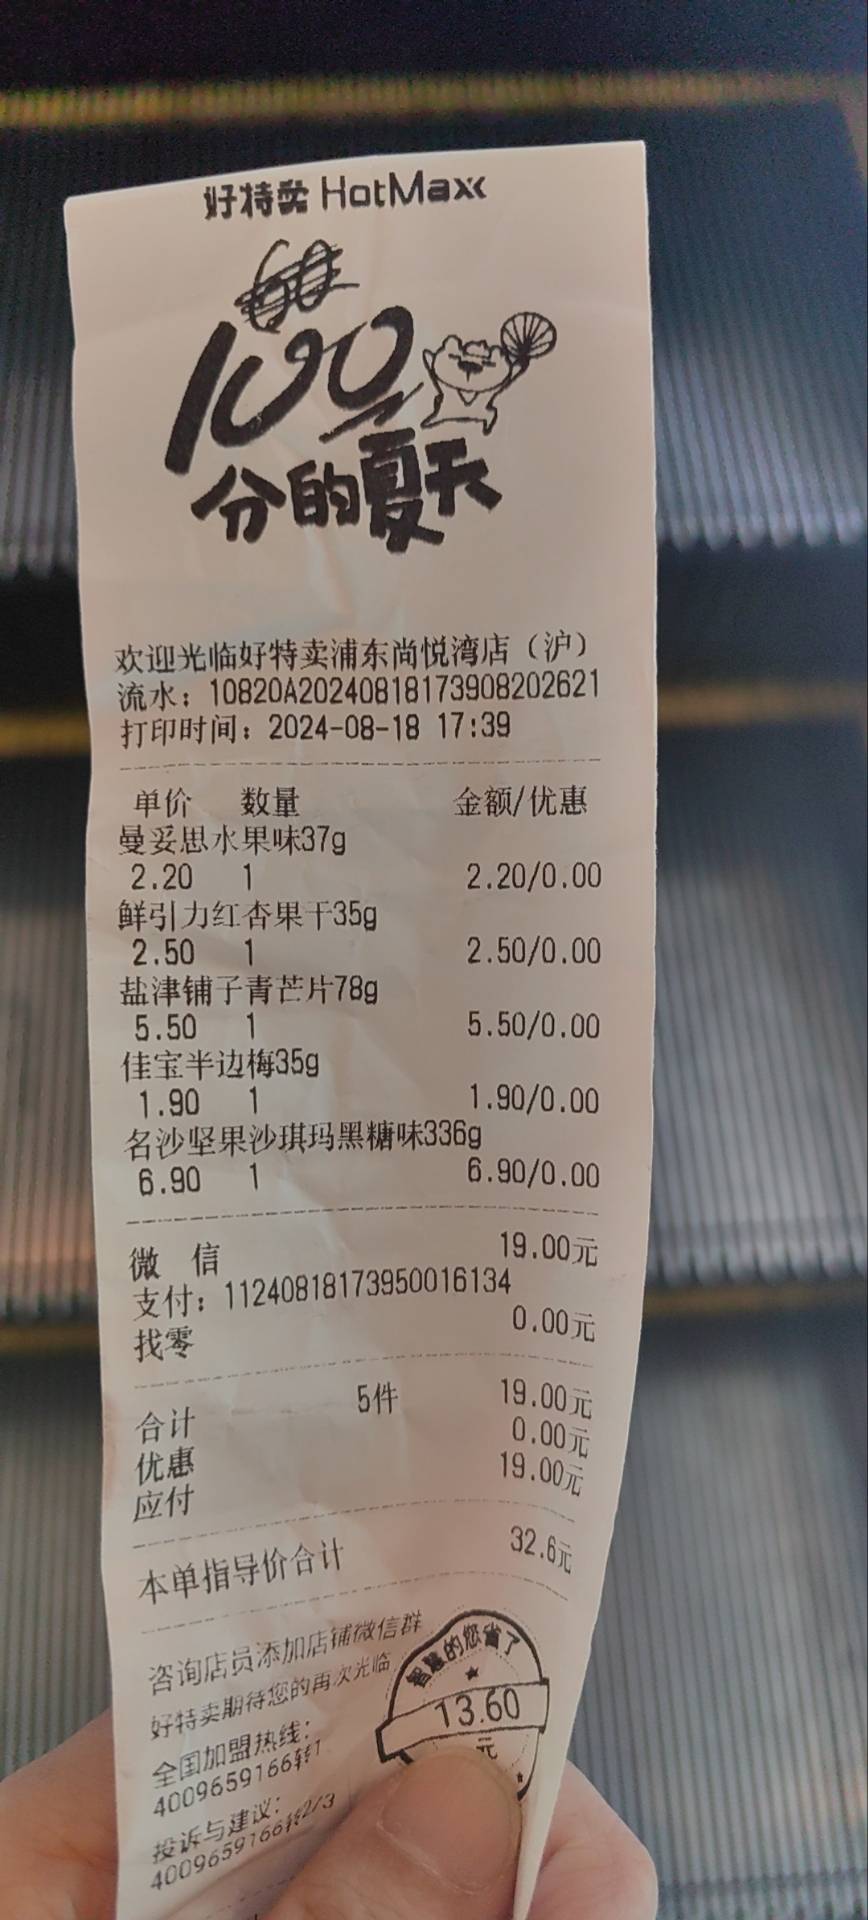 好特卖 HotMaxx
100
分的夏天
欢迎光临好特卖浦东尚悦湾店（沪）
流水：10820A20240818173908202621
打印时间：2024-08-18 17:39
单价 数量 金额/优惠
曼妥思水果味37g
2.20 1 2.20/0.00
鲜引力红杏果干35g
2.50 1 2.50/0.00
盐津铺子青芒片78g
5.50 1 5.50/0.00
佳宝半边梅35g
1.90 1 1.90/0.00
名沙坚果沙琪玛黑糖味336g
6.90 1 6.90/0.00
微 信 19.00元
支付：11240818173950016134
找零 0.00元
合计 5件 19.00元
优惠 0.00元
应付 19.00元
本单指导价合计 32.6元
咨询店员添加店铺微信群
好特卖期待您的再次光临
全国加盟热线：
4009659166转1
投诉与建议：
4009659166转2/3
智慧的您省了
13.60
元